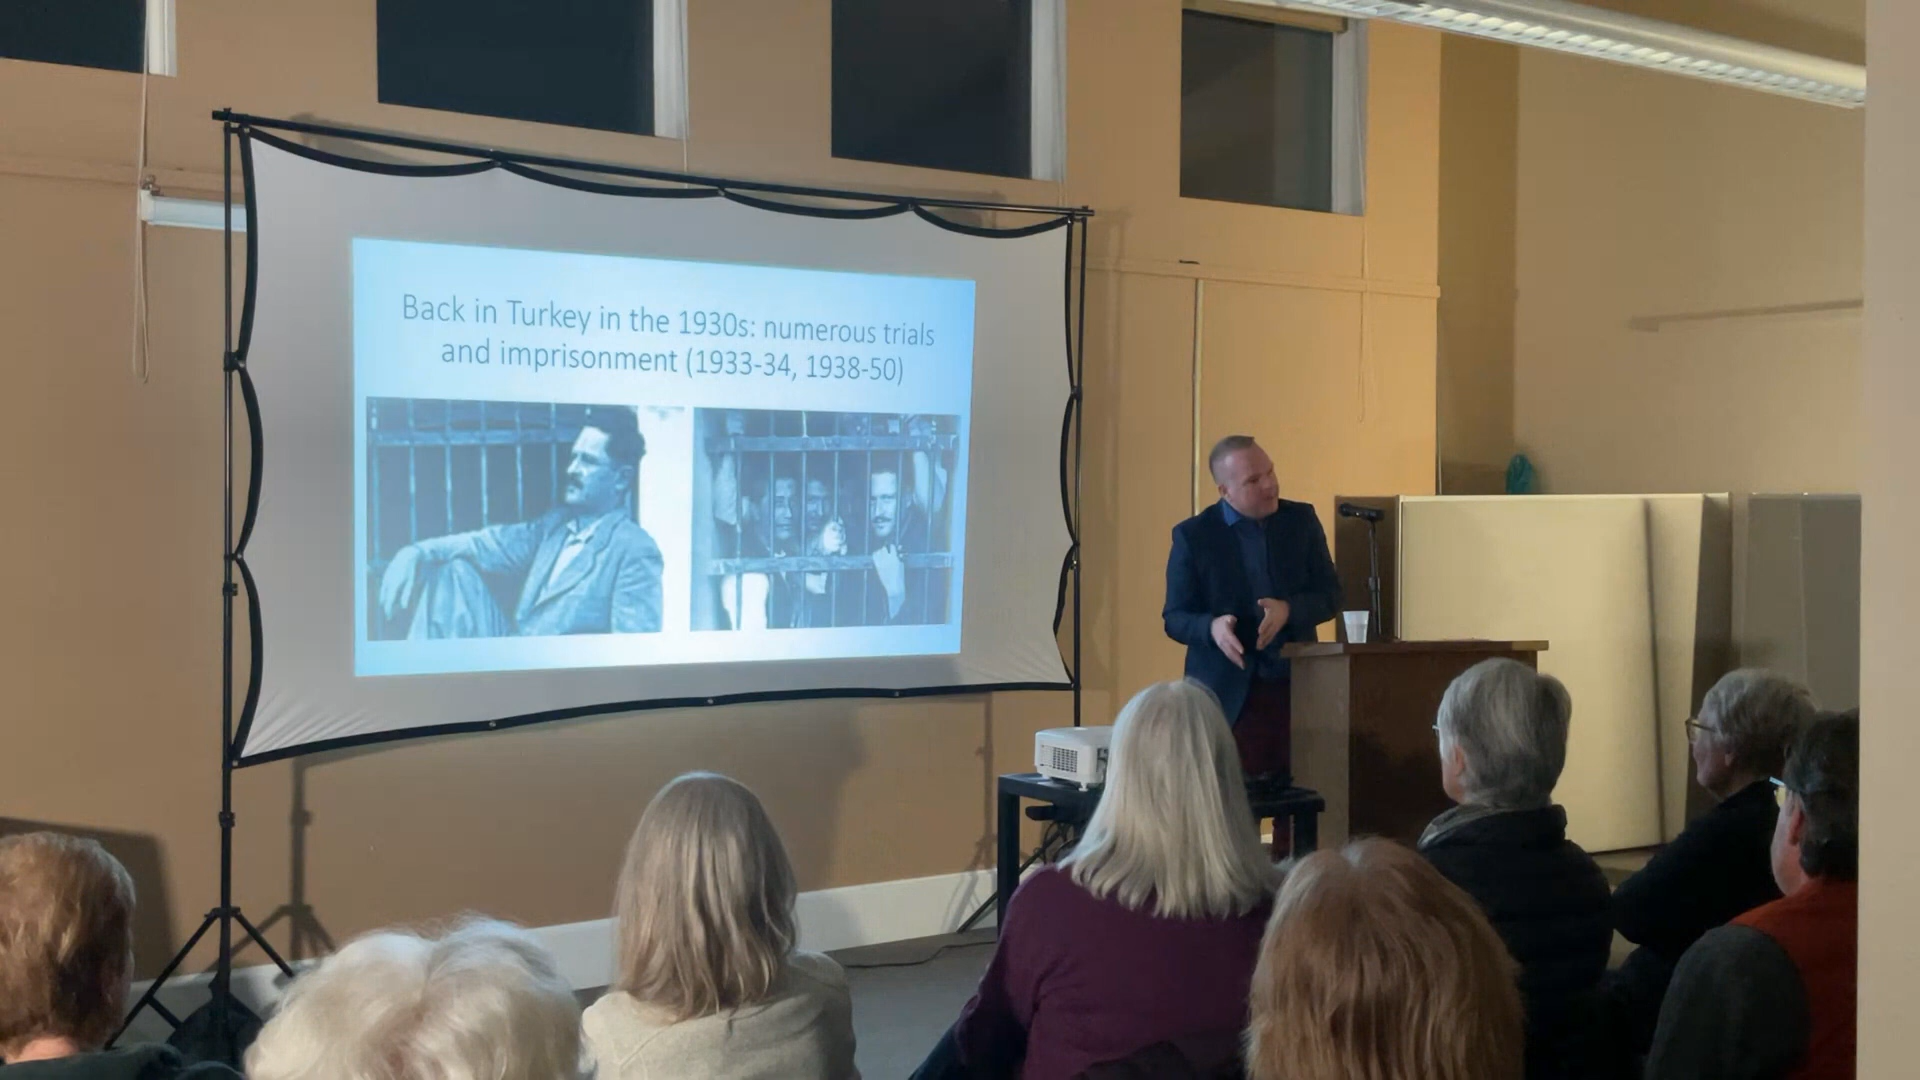 Back in Turkey in the 1930s: numerous trials
and imprisonment (1933-34, 1938-50)